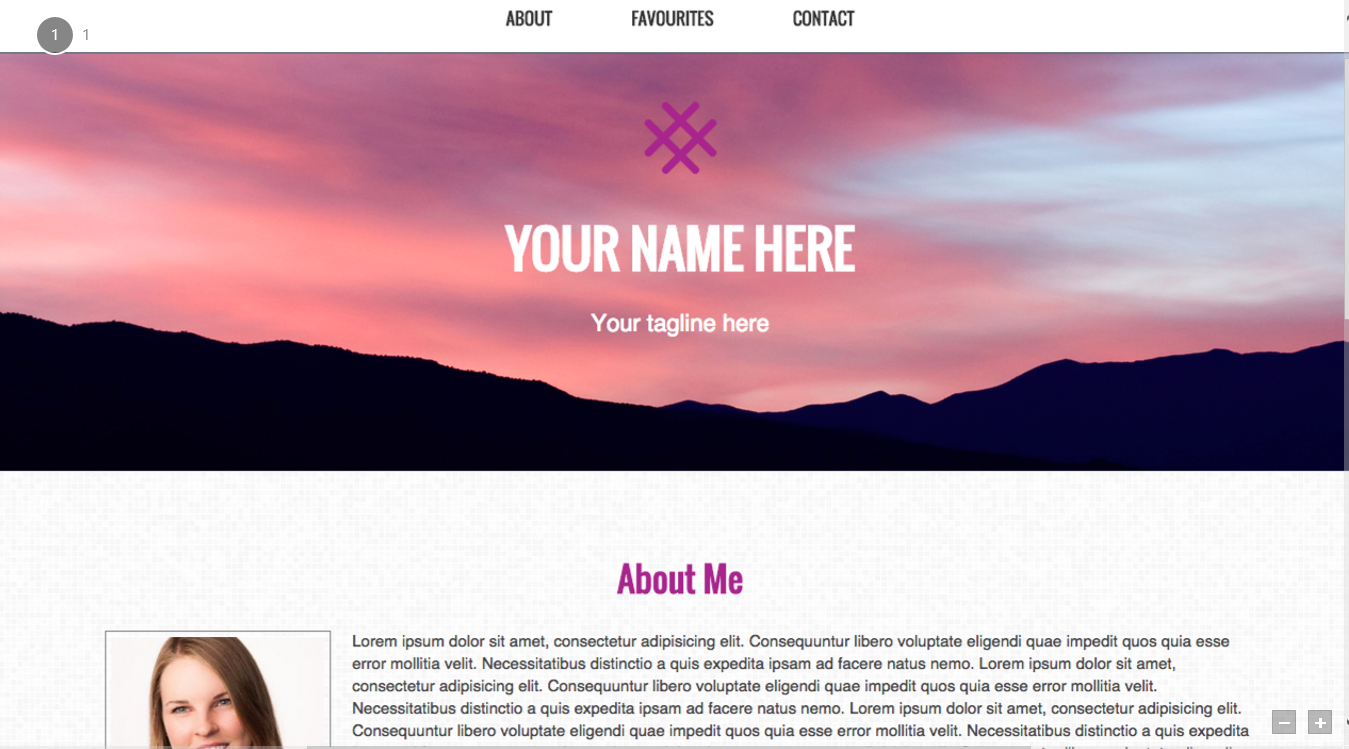 1 1
ABOUT FAVOURITES CONTACT
YOUR NAME HERE
Your tagline here
About Me
Lorem ipsum dolor sit amet, consectetur adipisicing elit. Consequuntur libero voluptate eligendi quae impedit quos quia esse
error mollitia velit. Necessitatibus distinctio a quis expedita ipsam ad facere natus nemo. Lorem ipsum dolor sit amet,
consectetur adipisicing elit. Consequuntur libero voluptate eligendi quae impedit quos quia esse error mollitia velit.
Necessitatibus distinctio a quis expedita ipsam ad facere natus nemo. Lorem ipsum dolor sit amet, consectetur adipisicing elit.
Consequuntur libero voluptate eligendi quae impedit quos quia esse error mollitia velit. Necessitatibus distinctio a quis expedita